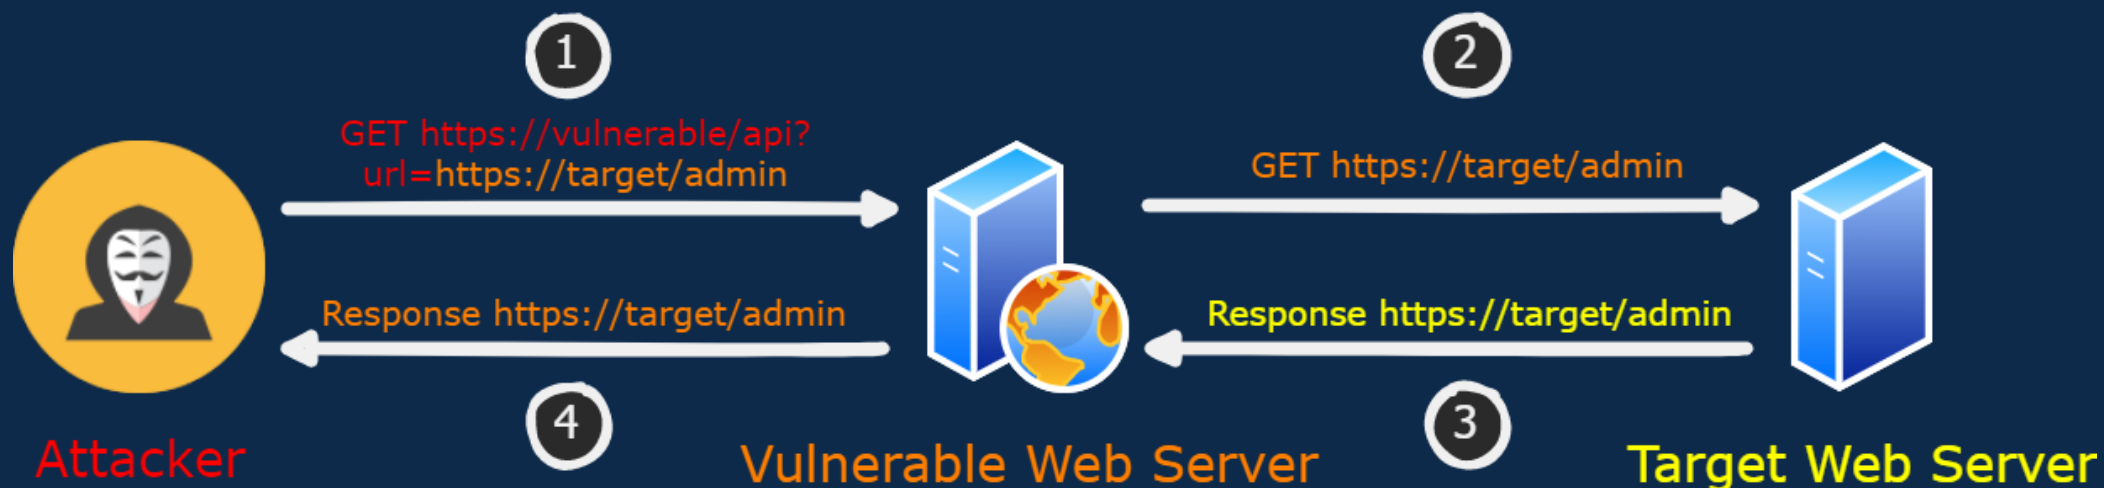 1
GET https://vulnerable/api?
url=https://target/admin
2
GET https://target/admin
Response https://target/admin
Response https://target/admin
4
3
Attacker
Vulnerable Web Server
Target Web Server